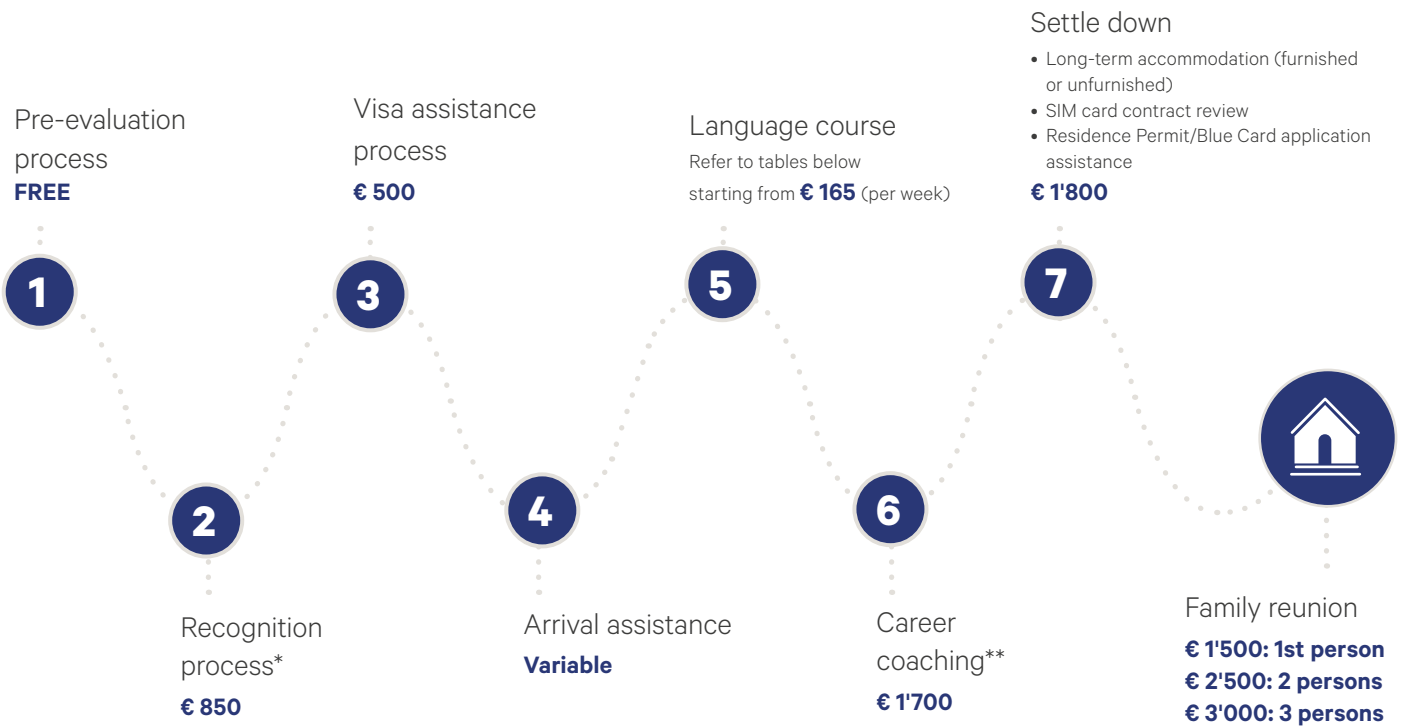 1
Pre-evaluation
process
FREE
2
Recognition
process*
€ 850
3
Visa assistance
process
€ 500
4
Arrival assistance
Variable
5
Language course
Refer to tables below
starting from € 165 (per week)
6
Career
coaching**
€ 1'700
7
Settle down
• Long-term accommodation (furnished
or unfurnished)
• SIM card contract review
• Residence Permit/Blue Card application
assistance
€ 1'800
Family reunion
€ 1'500: 1st person
€ 2'500: 2 persons
€ 3'000: 3 persons